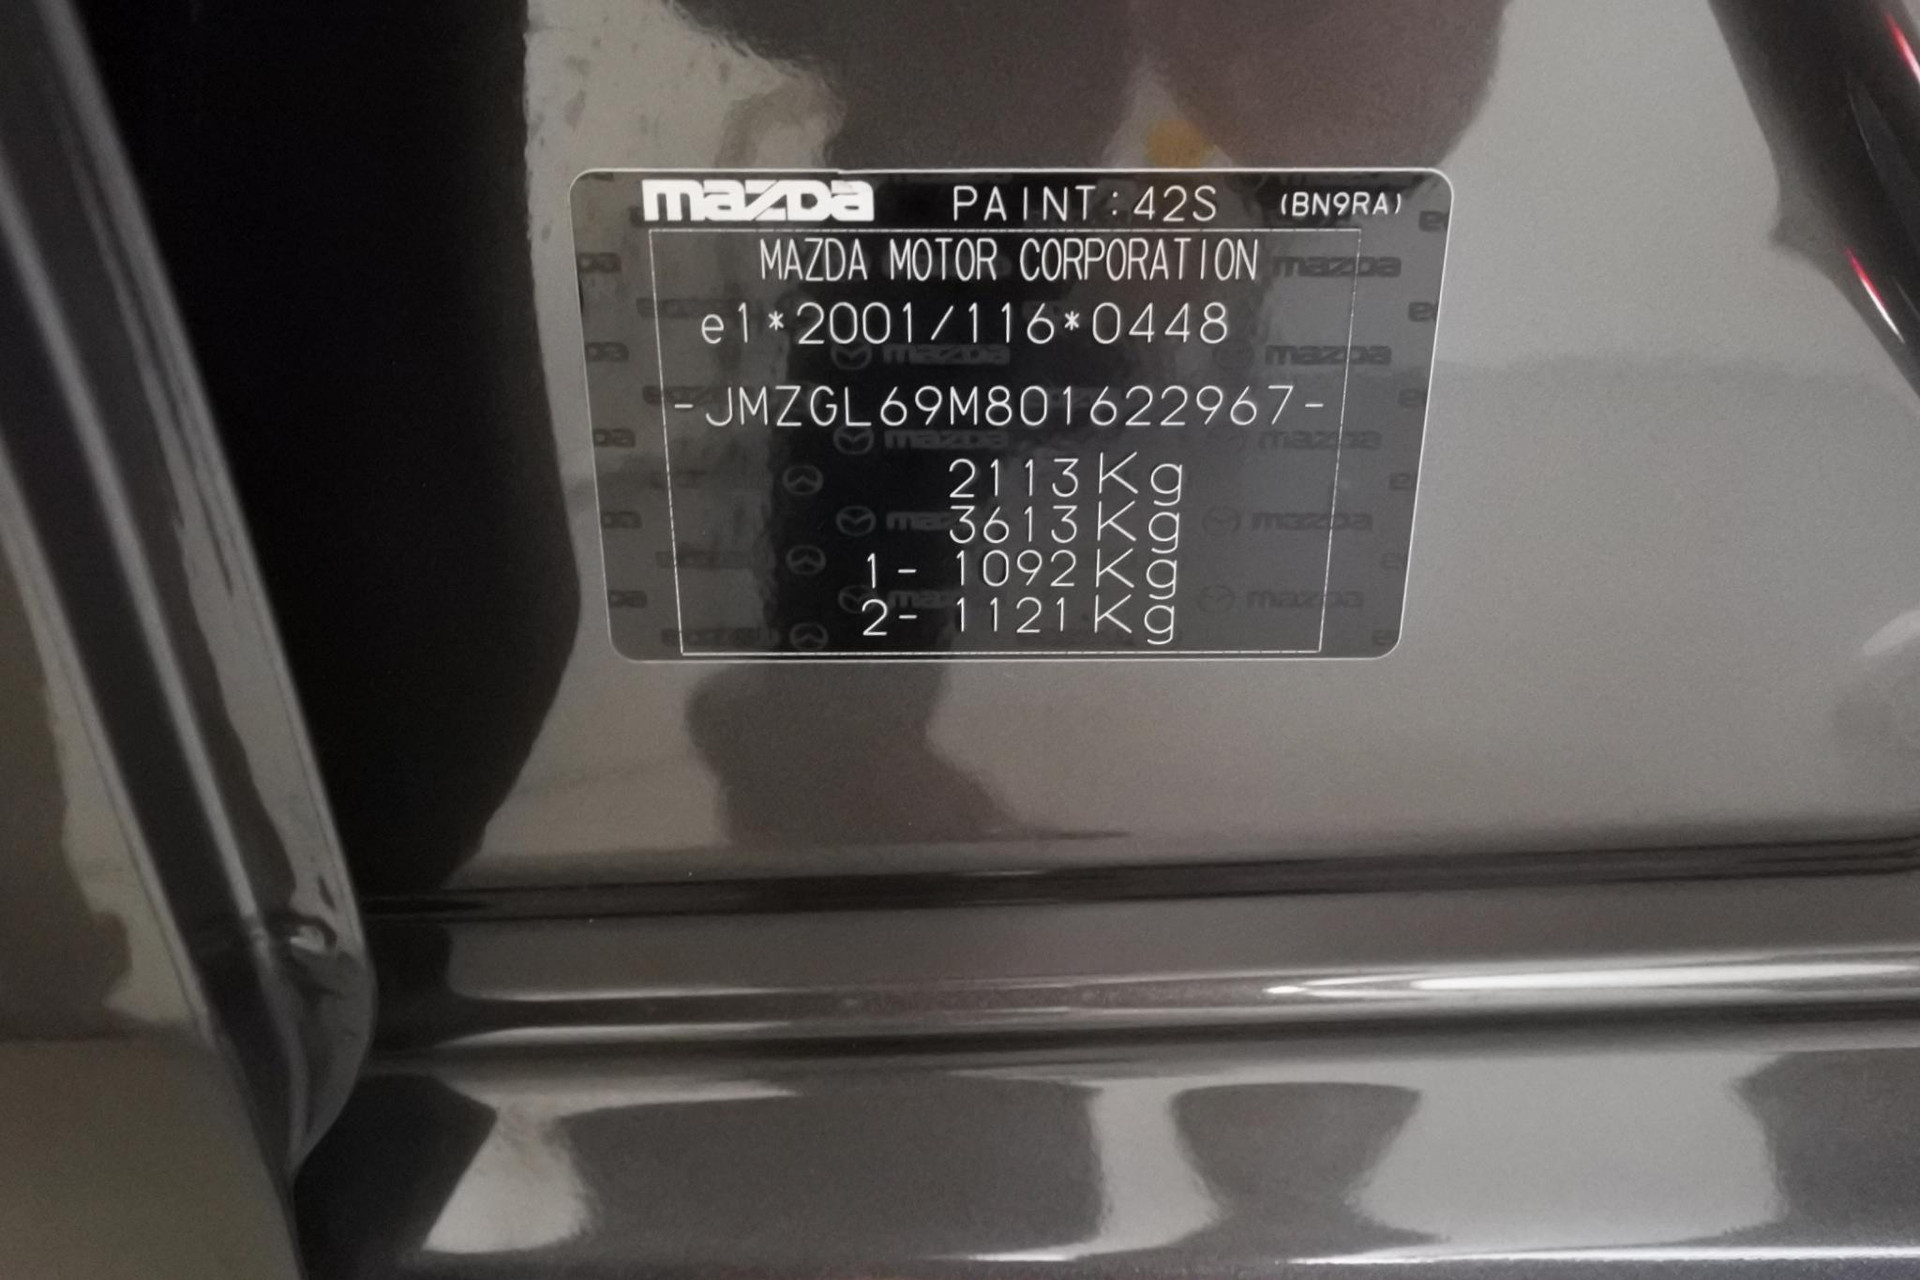 mazda PAINT:42S (BN9RA)
MAZDA MOTOR CORPORATION
e1*2001/116*0448
-JMZGL69M801622967-
2113Kg
3613Kg
1- 1092Kg
2- 1121Kg